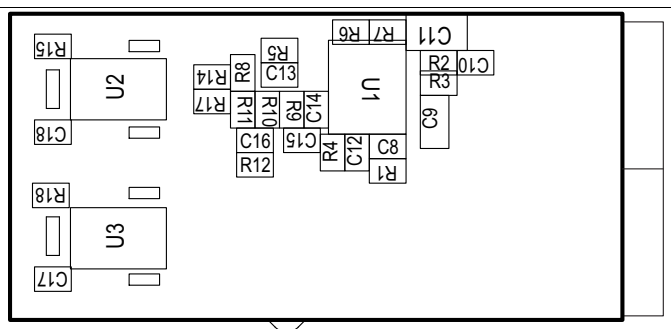 R6 R7 C11
R15 R5
R2 C10
R14 R8 C13 R3
U2 U1
R17 R11 R10 R9 C14 C9
C18 C16 C15 R4 C12 C8
R12 R1
R18
U3
C17